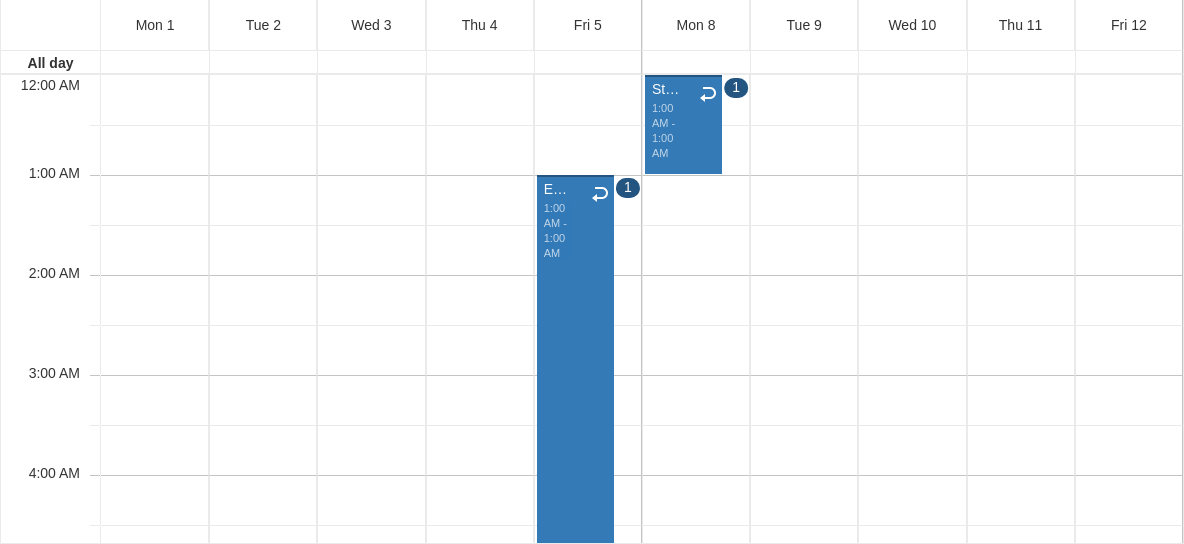 Mon 1 Tue 2 Wed 3 Thu 4 Fri 5 Mon 8 Tue 9 Wed 10 Thu 11 Fri 12
All day
12:00 AM
St...
1
1:00
AM -
1:00
AM
1:00 AM
E...
1
1:00
AM -
1:00
AM
2:00 AM
3:00 AM
4:00 AM